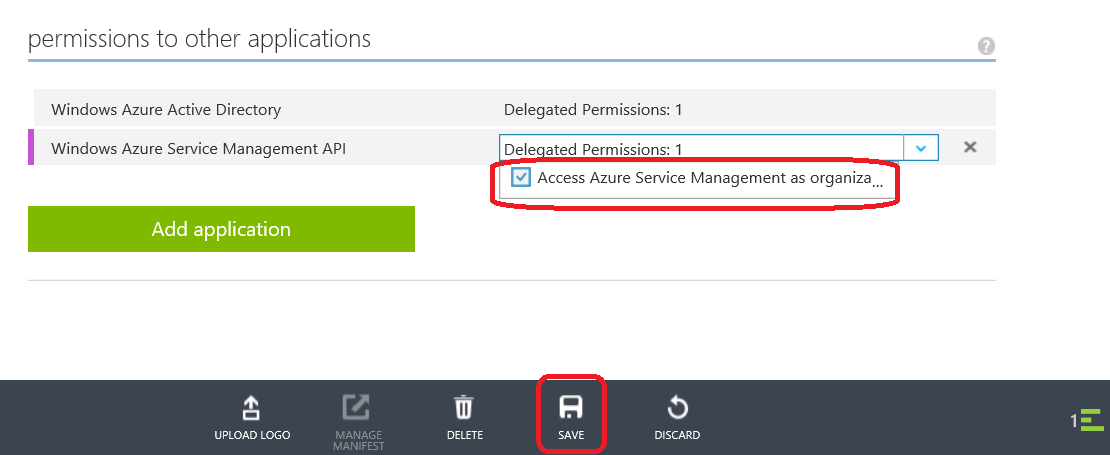 permissions to other applications
?
Windows Azure Active Directory Delegated Permissions: 1
Windows Azure Service Management API Delegated Permissions: 1
Access Azure Service Management as organiza...
Add application
UPLOAD LOGO
MANAGE
MANIFEST
DELETE
SAVE
DISCARD
1